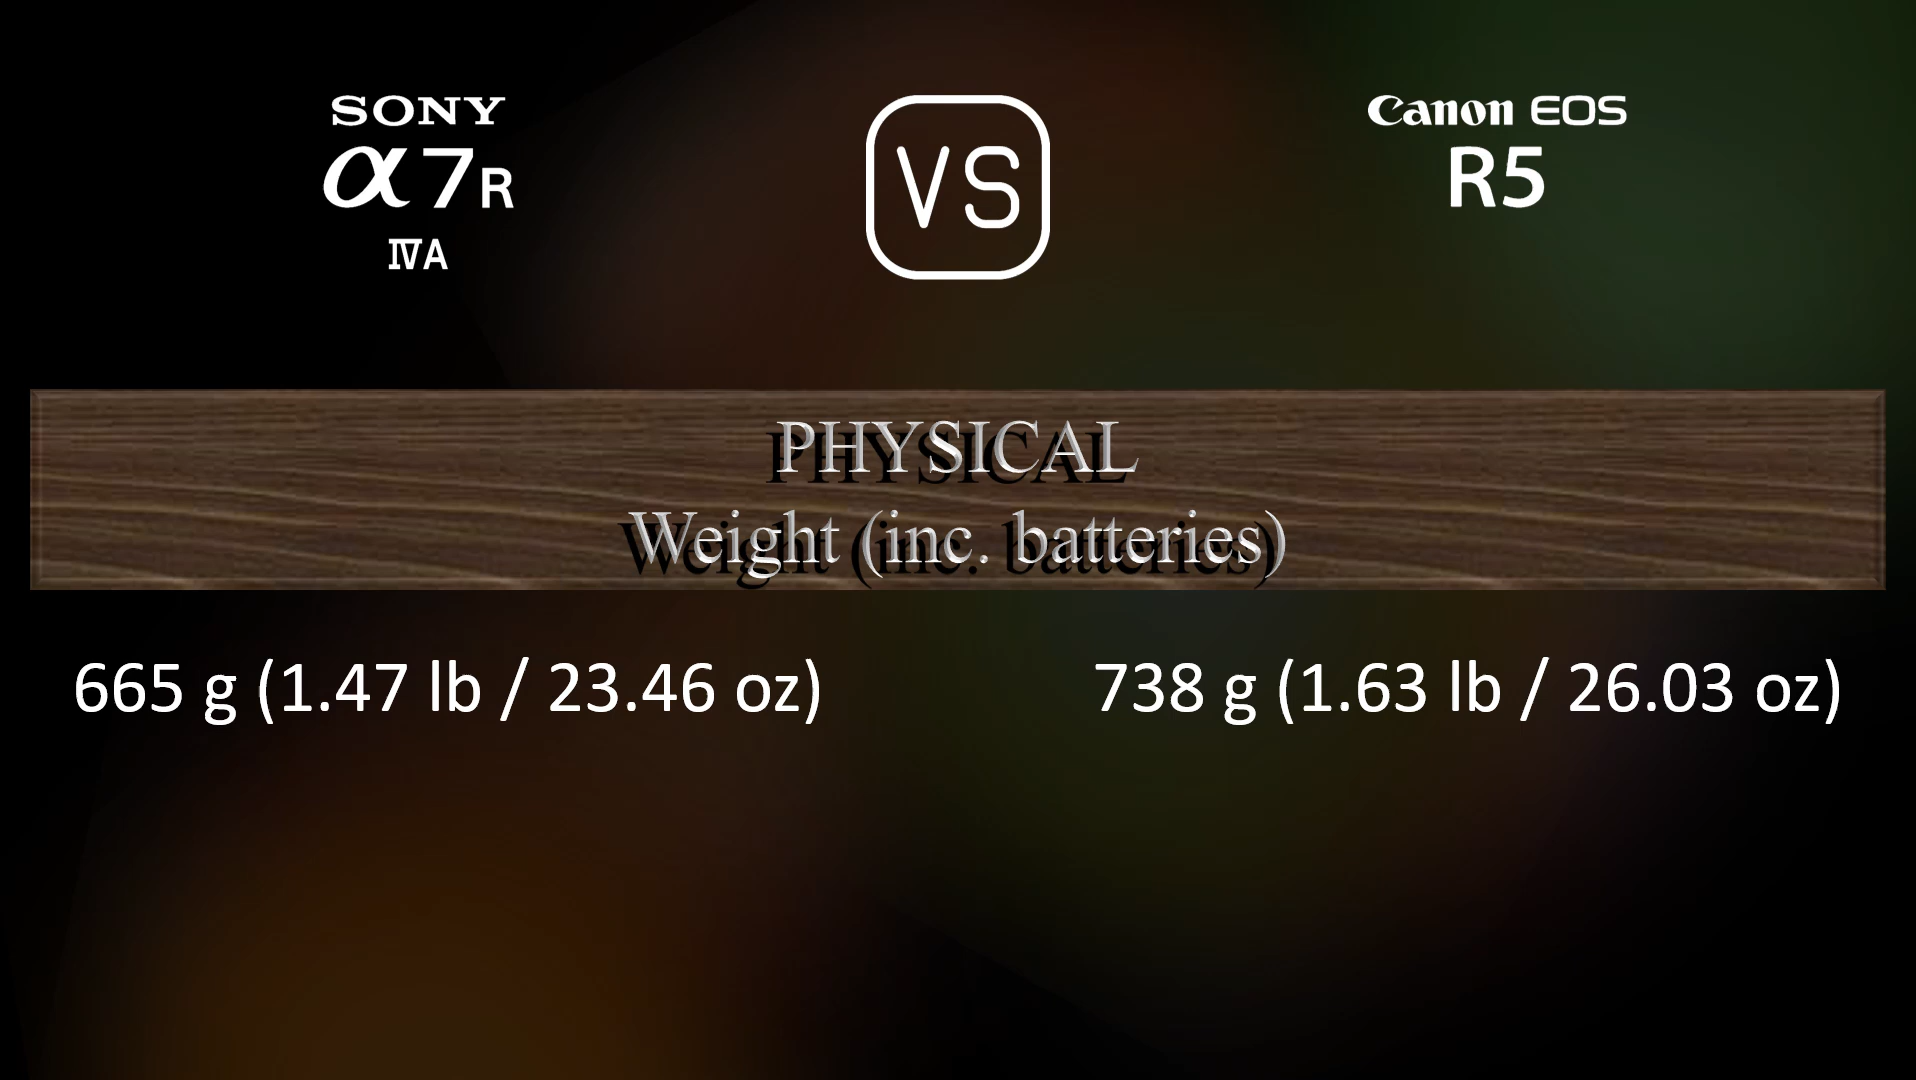 SONY
α7R
IVA
VS
Canon EOS
R5
PHYSICAL
Weight (inc. batteries)
665 g (1.47 lb / 23.46 oz)
738 g (1.63 lb / 26.03 oz)